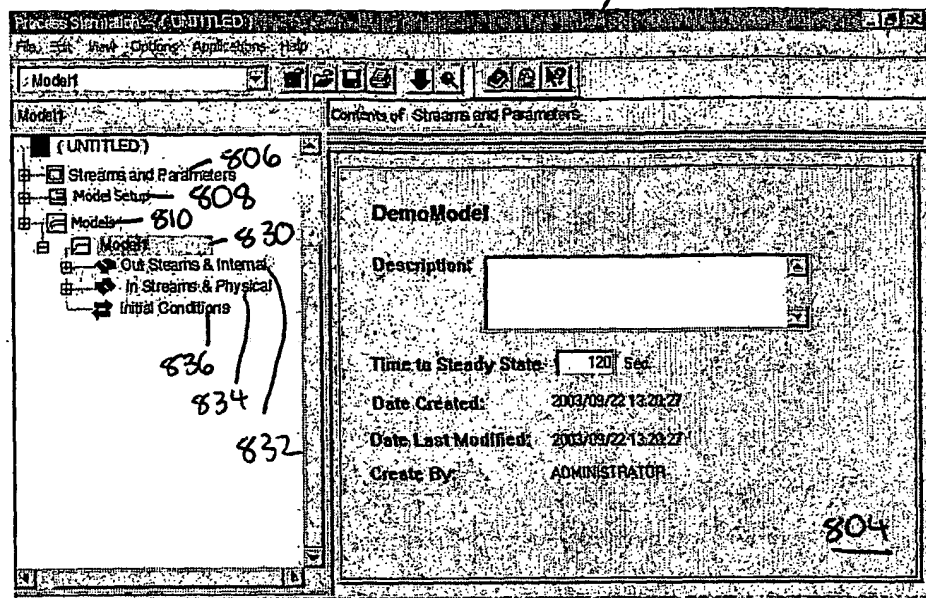 Process Simulation - ( UNTITLED )
File Edit View Options Applications Help
: Model1
Model1
Contents of Streams and Parameters
( UNTITLED )
Streams and Parameters
806
Model Setup
808
Models
810
Model1
830
Out Steams & Internal
In Streams & Physical
Initial Conditions
836
834
832
DemoModel
Description:
Time to Steady State 120 Sec
Date Created: 2003/09/22 13:20:27
Date Last Modified: 2003/09/22 13:20:27
Create By: ADMINISTRATOR
804